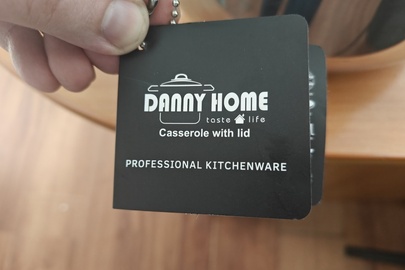 DANNY HOME
taste life
Casserole with lid
PROFESSIONAL KITCHENWARE